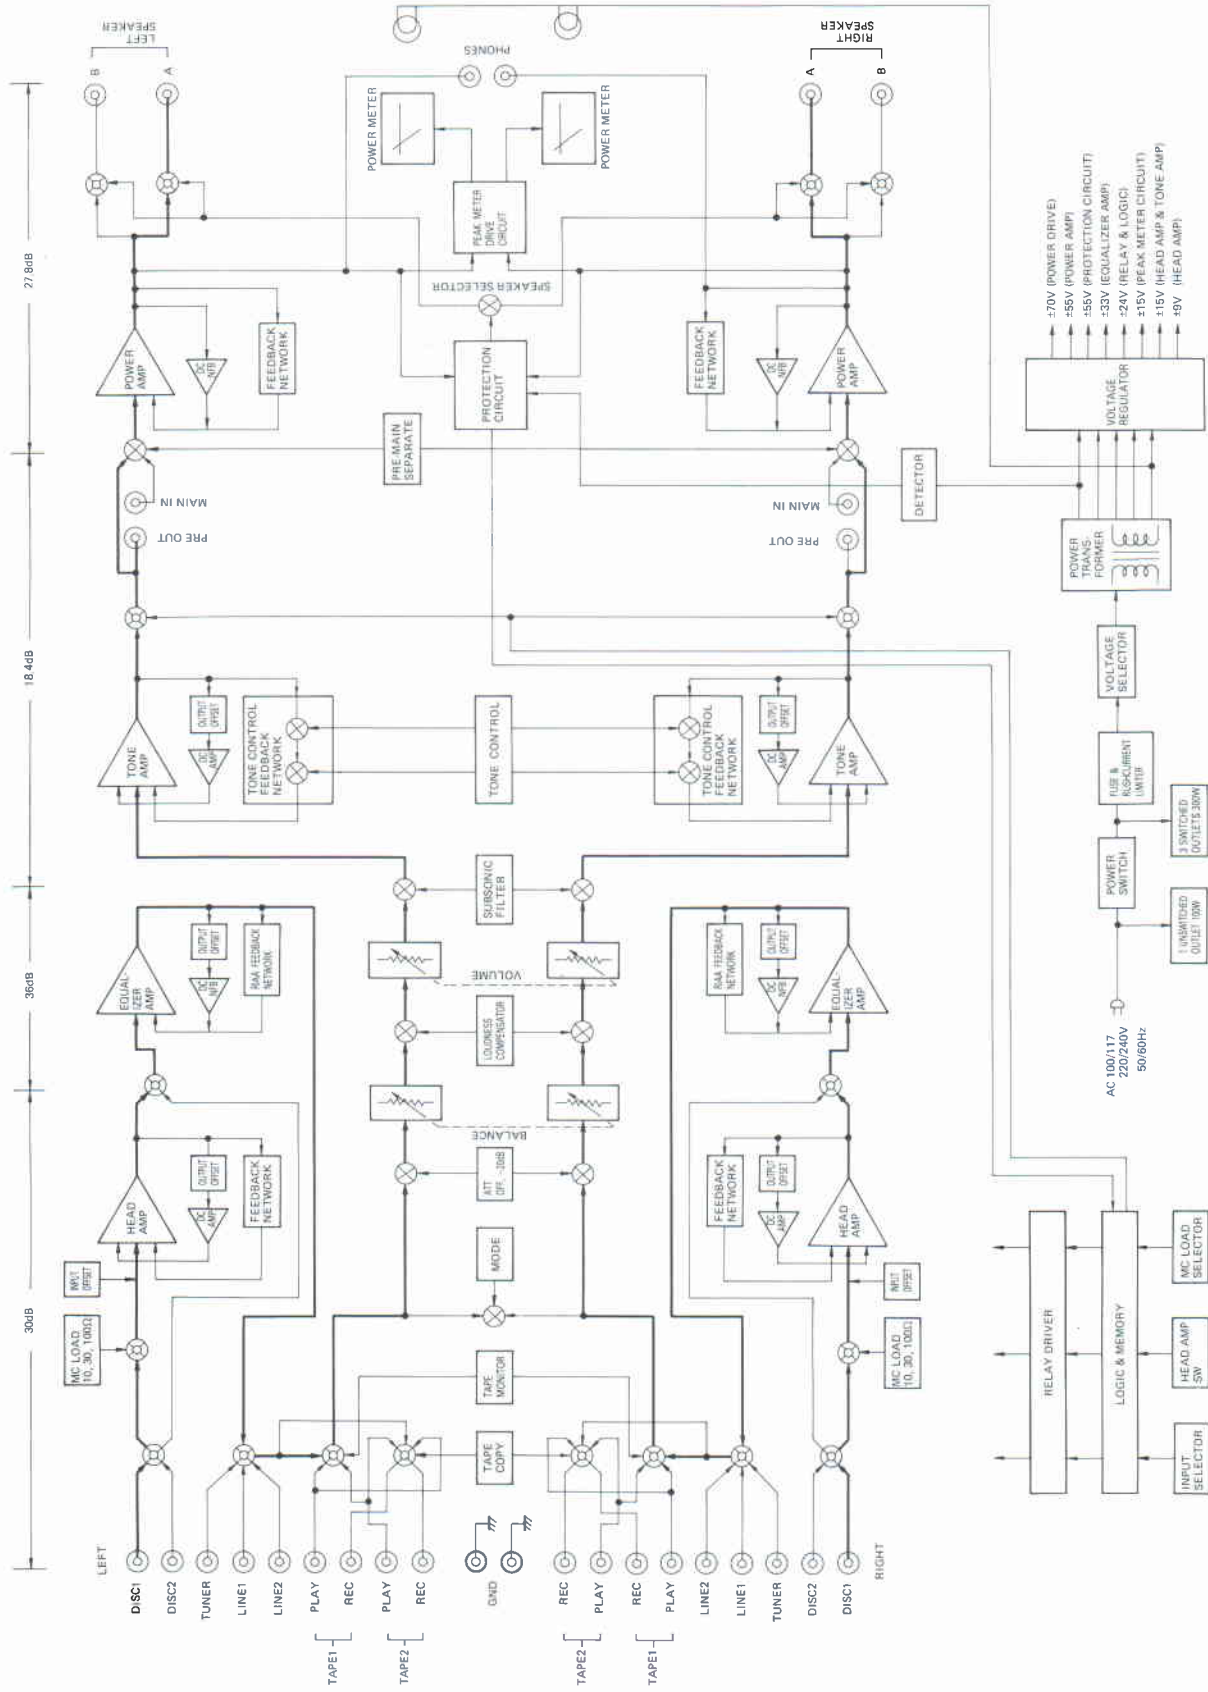 30dB
36dB
18.4dB
27.8dB
LEFT
DISC1
DISC2
TUNER
LINE1
LINE2
PLAY
REC
PLAY
REC
TAPE1
TAPE2
GND
REC
PLAY
REC
PLAY
LINE2
LINE1
TUNER
DISC2
DISC1
TAPE2
TAPE1
RIGHT
MC LOAD
10, 30, 100Ω
INPUT
OFFSET
HEAD
AMP
DC
AMP
OUTPUT
OFFSET
FEEDBACK
NETWORK
EQUAL-
IZER
AMP
DC
NFB
OUTPUT
OFFSET
RIAA FEEDBACK
NETWORK
TONE
AMP
DC
AMP
OUTPUT
OFFSET
TONE CONTROL
FEEDBACK
NETWORK
PRE OUT
MAIN IN
POWER
AMP
DC
NFB
FEEDBACK
NETWORK
B
A
LEFT
SPEAKER
TAPE
COPY
TAPE
MONITOR
MODE
ATT
OFF, -20dB
BALANCE
LOUDNESS
COMPENSATOR
VOLUME
SUBSONIC
FILTER
TONE CONTROL
PRE-MAIN
SEPARATE
PROTECTION
CIRCUIT
SPEAKER SELECTOR
PEAK METER
DRIVE
CIRCUIT
POWER METER
POWER METER
PHONES
FEEDBACK
NETWORK
OUTPUT
OFFSET
DC
AMP
HEAD
AMP
INPUT
OFFSET
MC LOAD
10, 30, 100Ω
RIAA FEEDBACK
NETWORK
OUTPUT
OFFSET
DC
NFB
EQUAL-
IZER
AMP
TONE CONTROL
FEEDBACK
NETWORK
OUTPUT
OFFSET
DC
AMP
TONE
AMP
PRE OUT
MAIN IN
FEEDBACK
NETWORK
DC
NFB
POWER
AMP
A
B
RIGHT
SPEAKER
DETECTOR
RELAY DRIVER
LOGIC & MEMORY
INPUT
SELECTOR
HEAD AMP
SW
MC LOAD
SELECTOR
AC 100/117
220/240V
50/60Hz
1 UNSWITCHED
OUTLET 100W
POWER
SWITCH
3 SWITCHED
OUTLETS 300W
FUSE &
RUSHCURRENT
LIMITER
VOLTAGE
SELECTOR
POWER
TRANS-
FORMER
VOLTAGE
REGULATOR
±70V (POWER DRIVE)
±55V (POWER AMP)
±55V (PROTECTION CIRCUIT)
±33V (EQUALIZER AMP)
±24V (RELAY & LOGIC)
±15V (PEAK METER CIRCUIT)
±15V (HEAD AMP & TONE AMP)
±9V (HEAD AMP)